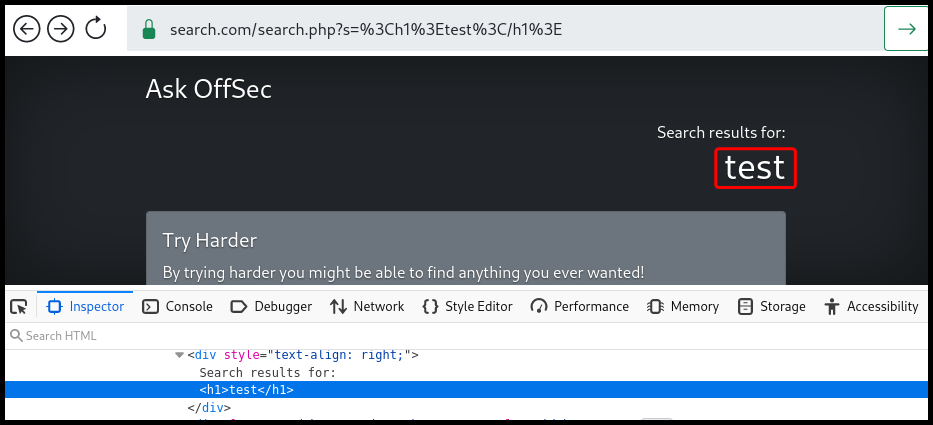 search.com/search.php?s=%3Ch1%3Etest%3C/h1%3E
Ask OffSec
Search results for:
test
Try Harder
By trying harder you might be able to find anything you ever wanted!
Inspector Console Debugger Network Style Editor Performance Memory Storage Accessibility
Search HTML
<div style="text-align: right;">
Search results for:
<h1>test</h1>
</div>